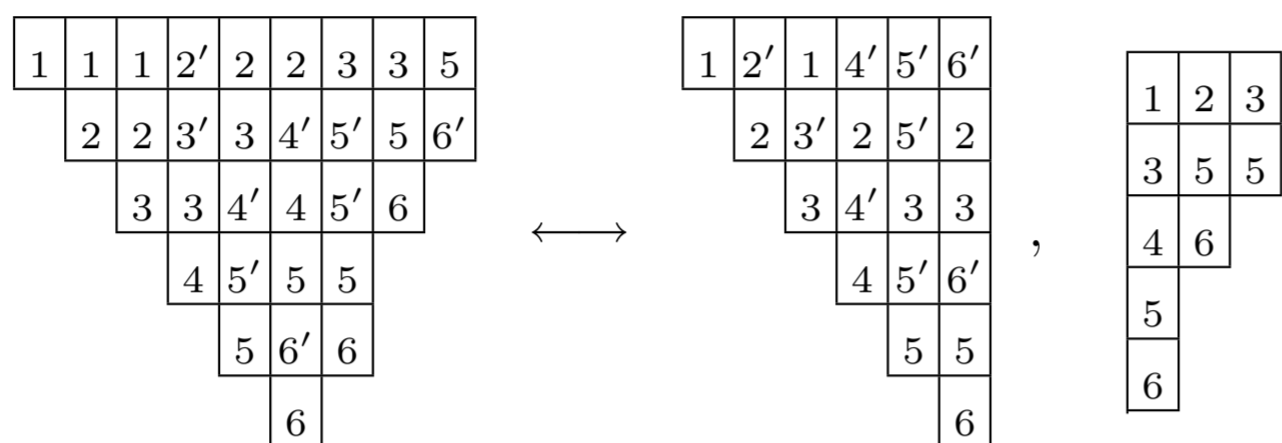 1 1 1 2′ 2 2 3 3 5
2 2 3′ 3 4′ 5′ 5 6′
3 3 4′ 4 5′ 6
4 5′ 5 5
5 6′ 6
6
⟷
1 2′ 1 4′ 5′ 6′
2 3′ 2 5′ 2
3 4′ 3 3
4 5′ 6′
5 5
6
,
1 2 3
3 5 5
4 6
5
6